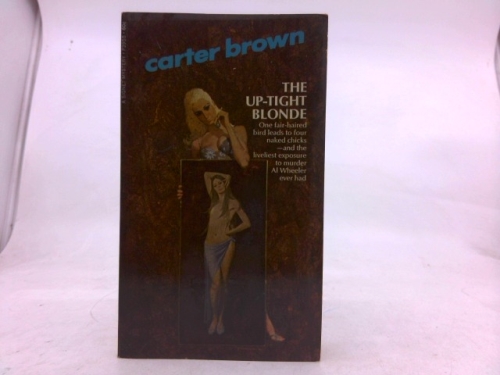 carter brown
THE
UP-TIGHT
BLONDE
One fair-haired
bird leads to four
naked chicks
—and the
liveliest exposure
to murder
Al Wheeler
ever had